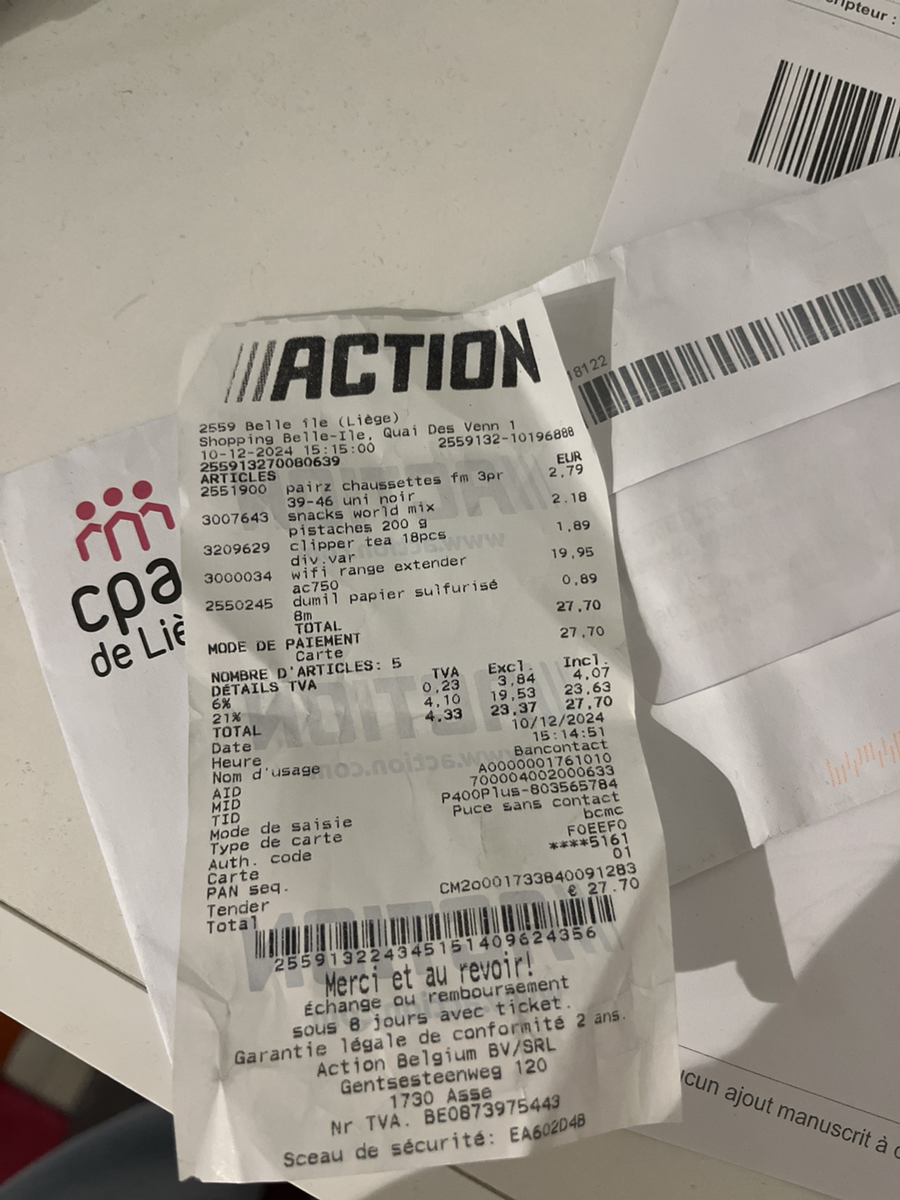 cripteur :
18122
///ACTION
2559 Belle île (Liège)
Shopping Belle-Ile, Quai Des Venn 1
10-12-2024 15:15:00 2559132-10196888
255913270080639
ARTICLES EUR
2551900 pairz chaussettes fm 3pr 2,79
39-46 uni noir
3007643 snacks world mix 2.18
pistaches 200 g
3209629 clipper tea 18pcs 1,89
div.var
3000034 wifi range extender 19,95
ac750
2550245 dumil papier sulfurisé 0,89
8m
TOTAL 27,70
MODE DE PAIEMENT
Carte 27,70
NOMBRE D'ARTICLES: 5
DÉTAILS TVA TVA Excl. Incl.
6% 0,23 3,84 4,07
21% 4,10 19,53 23,63
TOTAL 4,33 23,37 27,70
Date 10/12/2024
Heure 15:14:51
Nom d'usage Bancontact
AID A0000001761010
MID 700004002000633
TID P400Plus-803565784
Mode de saisie Puce sans contact
Type de carte bcmc
Auth. code F0EEF0
Carte ****5161
PAN seq. 01
Tender CM2o001733840091283
Total € 27.70
255913224345151409624356
Merci et au revoir!
Échange ou remboursement
sous 8 jours avec ticket.
Garantie légale de conformité 2 ans.
Action Belgium BV/SRL
Gentsesteenweg 120
1730 Asse
Nr TVA. BE0873975443
Sceau de sécurité: EA602D4B
cpa
de Liè
ucun ajout manuscrit à